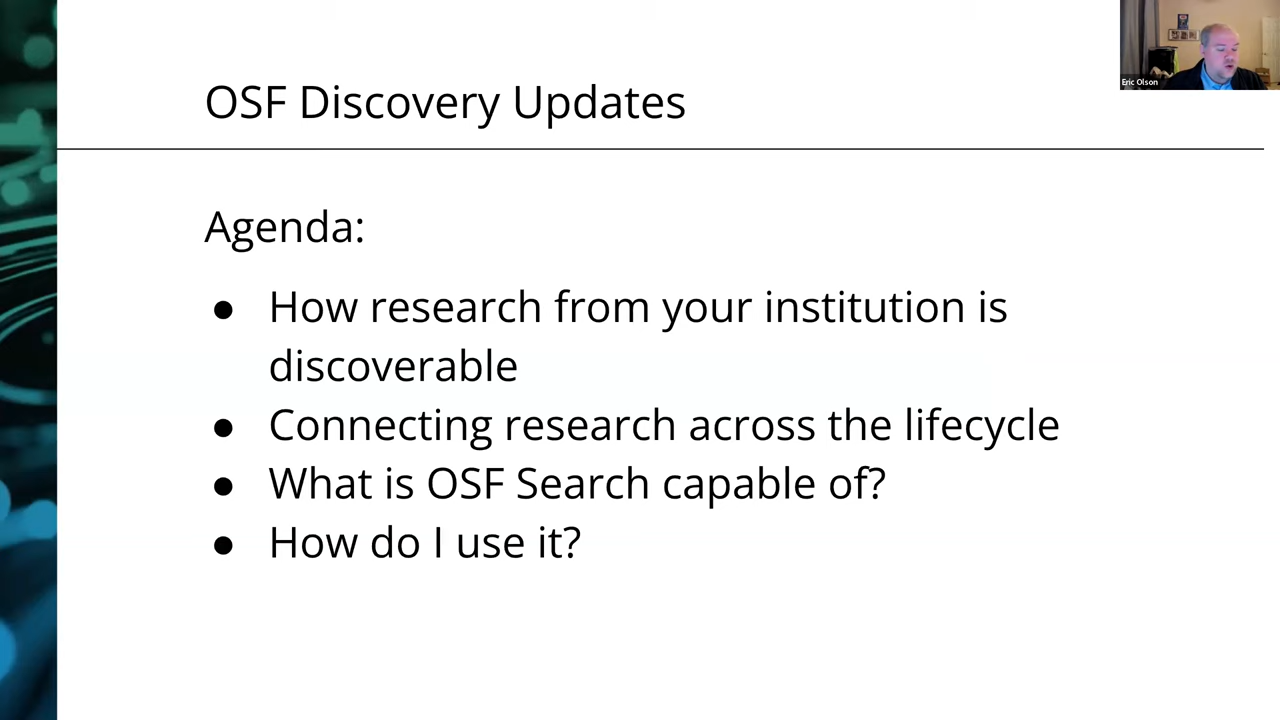 OSF Discovery Updates
Eric Olson
Agenda:
● How research from your institution is
discoverable
● Connecting research across the lifecycle
● What is OSF Search capable of?
● How do I use it?